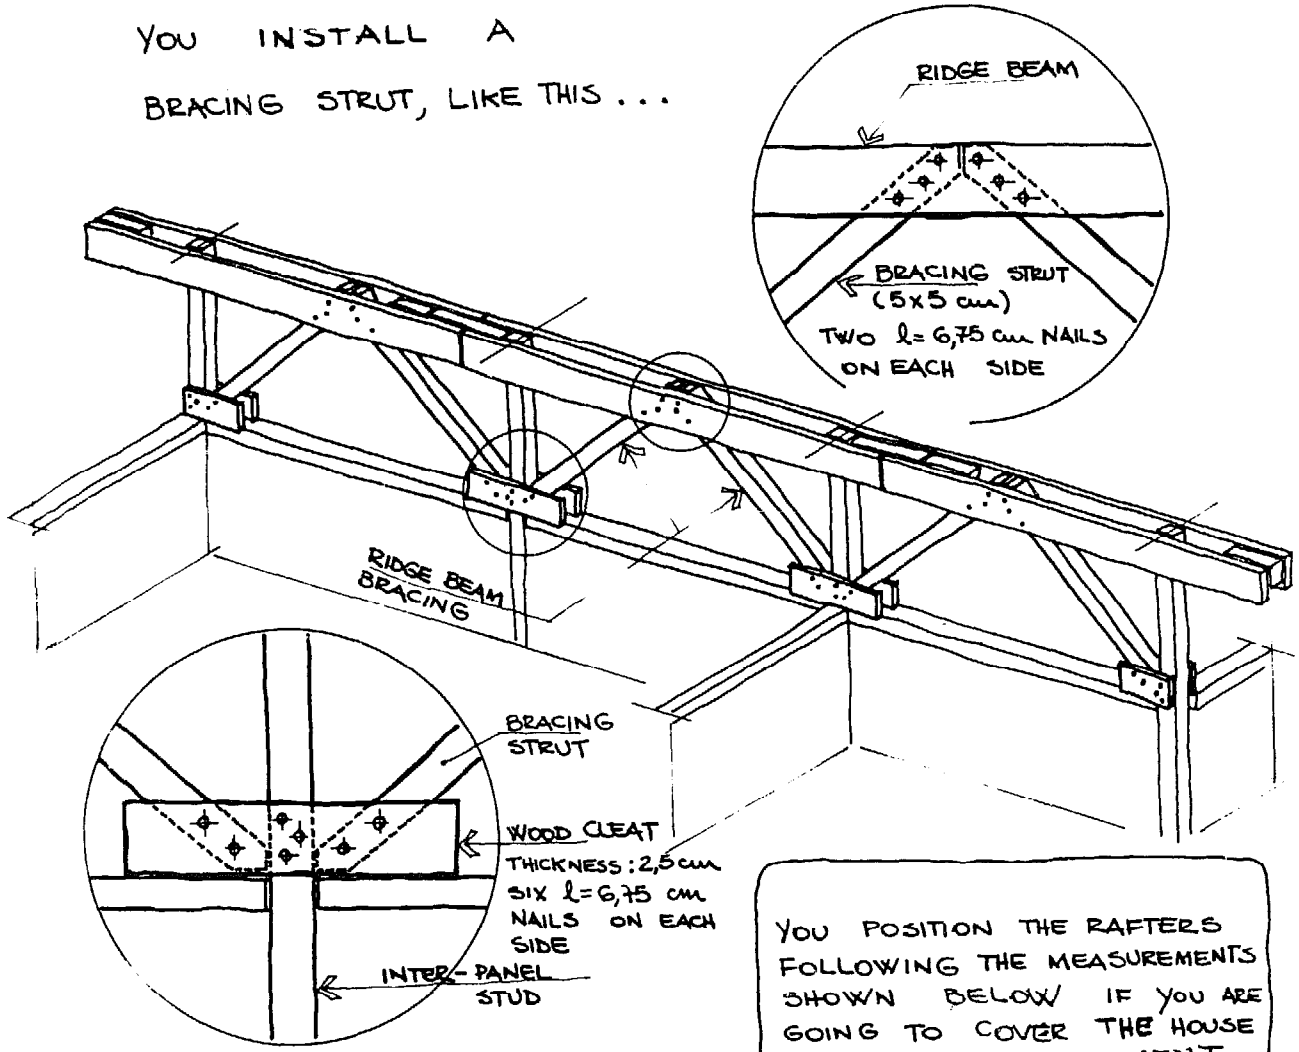 YOU INSTALL A
BRACING STRUT, LIKE THIS ...
RIDGE BEAM
BRACING STRUT
(5x5 cm)
TWO l=6,75 cm NAILS
ON EACH SIDE
RIDGE BEAM
BRACING
BRACING
STRUT
WOOD CLEAT
THICKNESS: 2,5 cm
SIX l=6,75 cm
NAILS ON EACH
SIDE
INTER-PANEL
STUD
YOU POSITION THE RAFTERS
FOLLOWING THE MEASUREMENTS
SHOWN BELOW IF YOU ARE
GOING TO COVER THE HOUSE